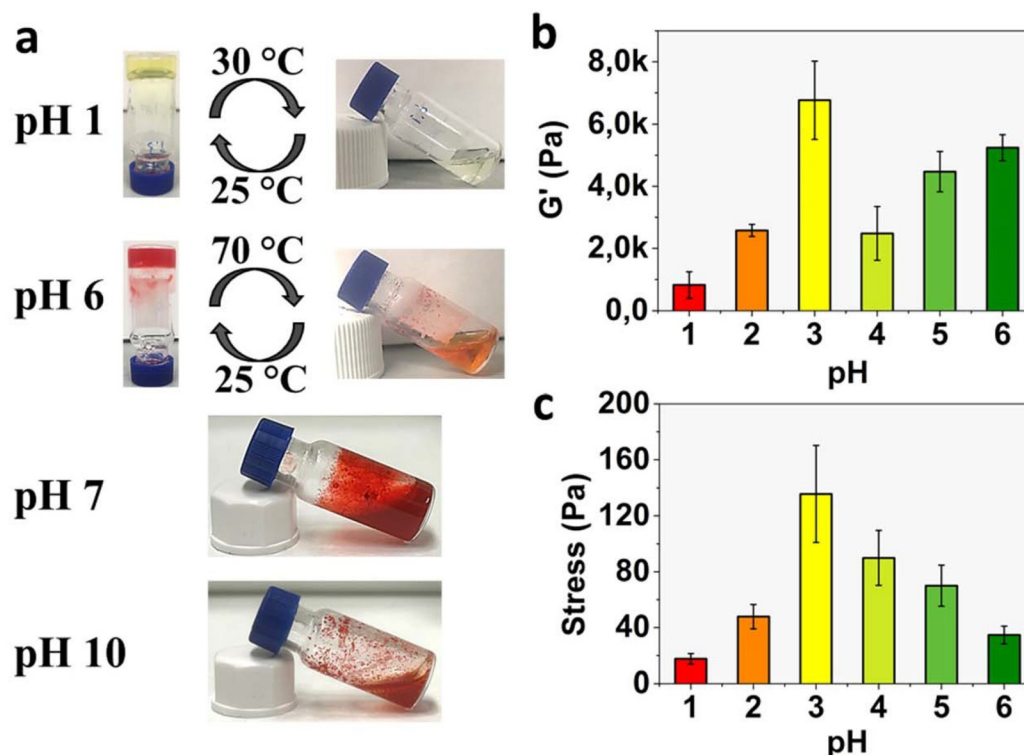 a
pH 1
30 °C
25 °C
pH 6
70 °C
25 °C
pH 7
pH 10
b
G' (Pa)
8,0k
6,0k
4,0k
2,0k
0,0
1 2 3 4 5 6
pH
c
Stress (Pa)
200
160
120
80
40
0
1 2 3 4 5 6
pH